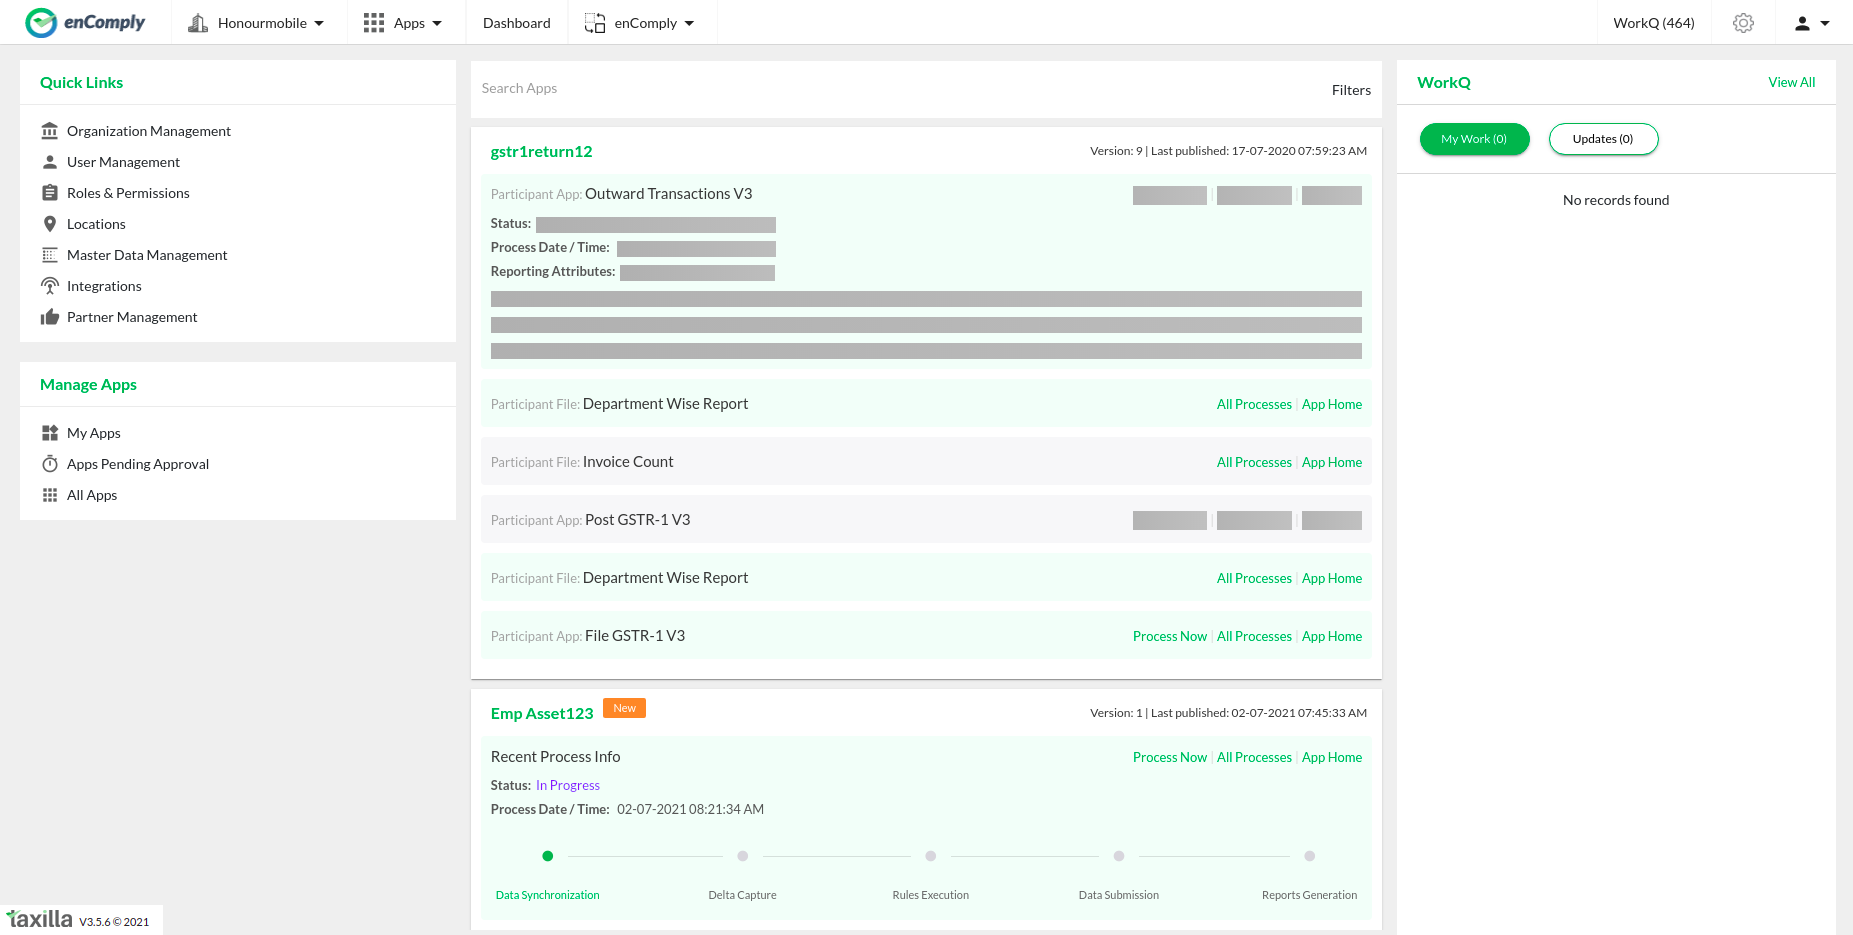 enComply
Honourmobile
Apps
Dashboard
enComply
WorkQ (464)
Quick Links
Organization Management
User Management
Roles & Permissions
Locations
Master Data Management
Integrations
Partner Management
Manage Apps
My Apps
Apps Pending Approval
All Apps
Search Apps
Filters
gstr1return12
Version: 9 | Last published: 17-07-2020 07:59:23 AM
Participant App: Outward Transactions V3
Status:
Process Date / Time:
Reporting Attributes:
Participant File: Department Wise Report
All Processes | App Home
Participant File: Invoice Count
All Processes | App Home
Participant App: Post GSTR-1 V3
Participant File: Department Wise Report
All Processes | App Home
Participant App: File GSTR-1 V3
Process Now | All Processes | App Home
Emp Asset123
New
Version: 1 | Last published: 02-07-2021 07:45:33 AM
Recent Process Info
Process Now | All Processes | App Home
Status: In Progress
Process Date / Time: 02-07-2021 08:21:34 AM
Data Synchronization
Delta Capture
Rules Execution
Data Submission
Reports Generation
WorkQ
View All
My Work (0)
Updates (0)
No records found
taxilla V3.5.6 © 2021